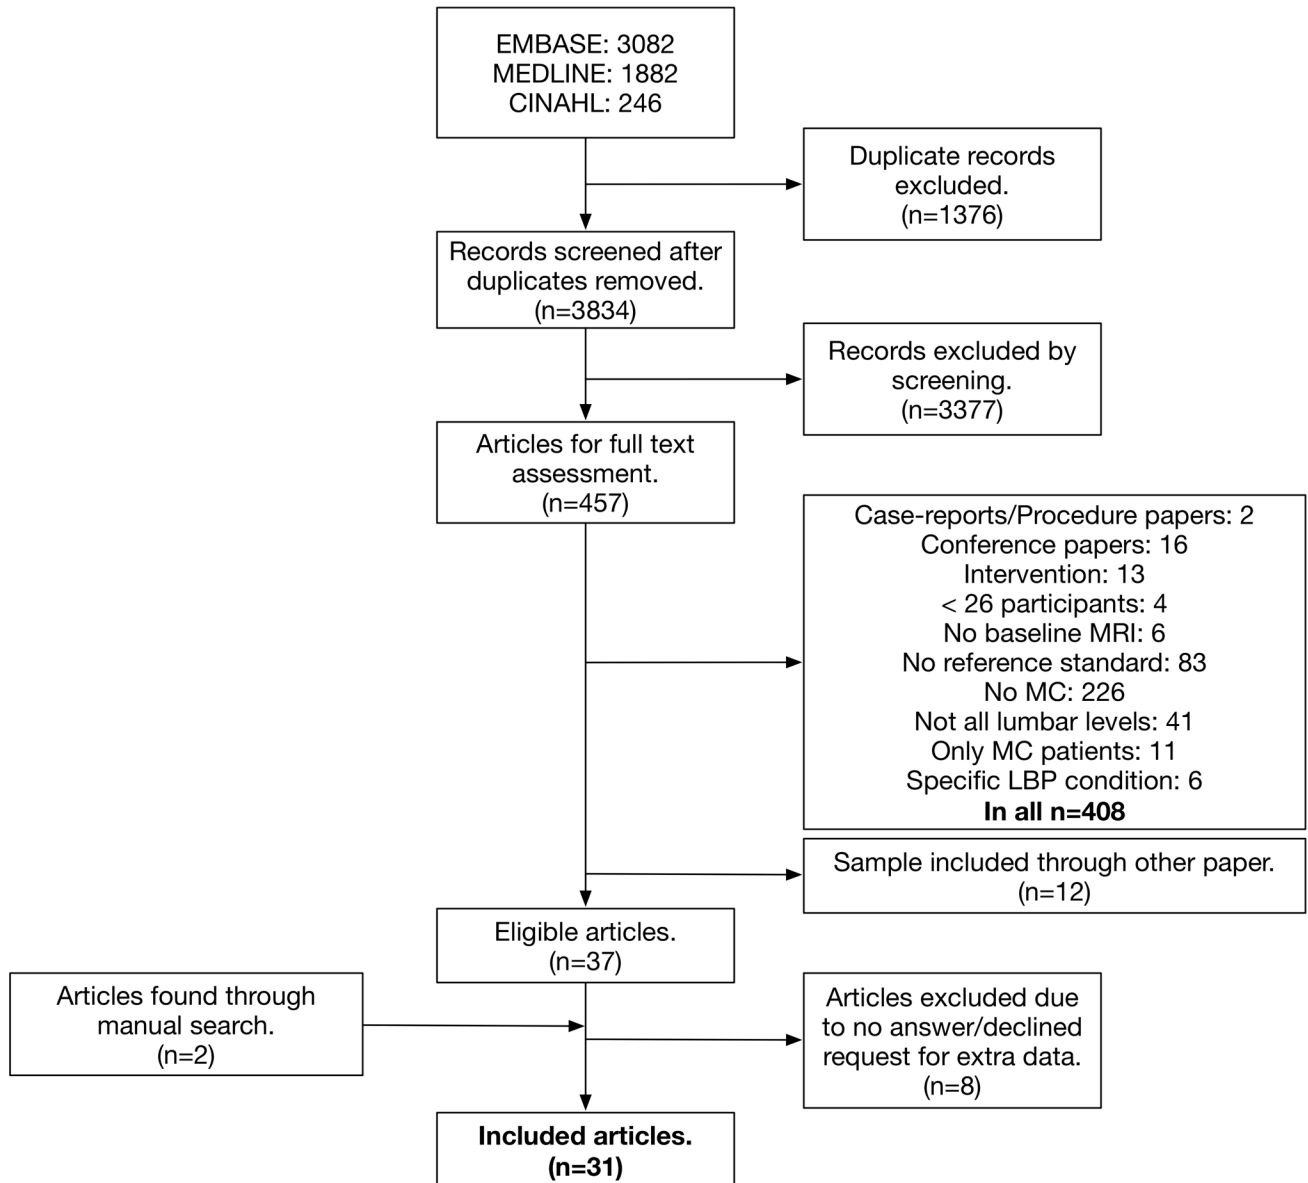 EMBASE: 3082
MEDLINE: 1882
CINAHL: 246
Duplicate records
excluded.
(n=1376)
Records screened after
duplicates removed.
(n=3834)
Records excluded by
screening.
(n=3377)
Articles for full text
assessment.
(n=457)
Case-reports/Procedure papers: 2
Conference papers: 16
Intervention: 13
< 26 participants: 4
No baseline MRI: 6
No reference standard: 83
No MC: 226
Not all lumbar levels: 41
Only MC patients: 11
Specific LBP condition: 6
In all n=408
Sample included through other paper.
(n=12)
Eligible articles.
(n=37)
Articles found through
manual search.
(n=2)
Articles excluded due
to no answer/declined
request for extra data.
(n=8)
Included articles.
(n=31)